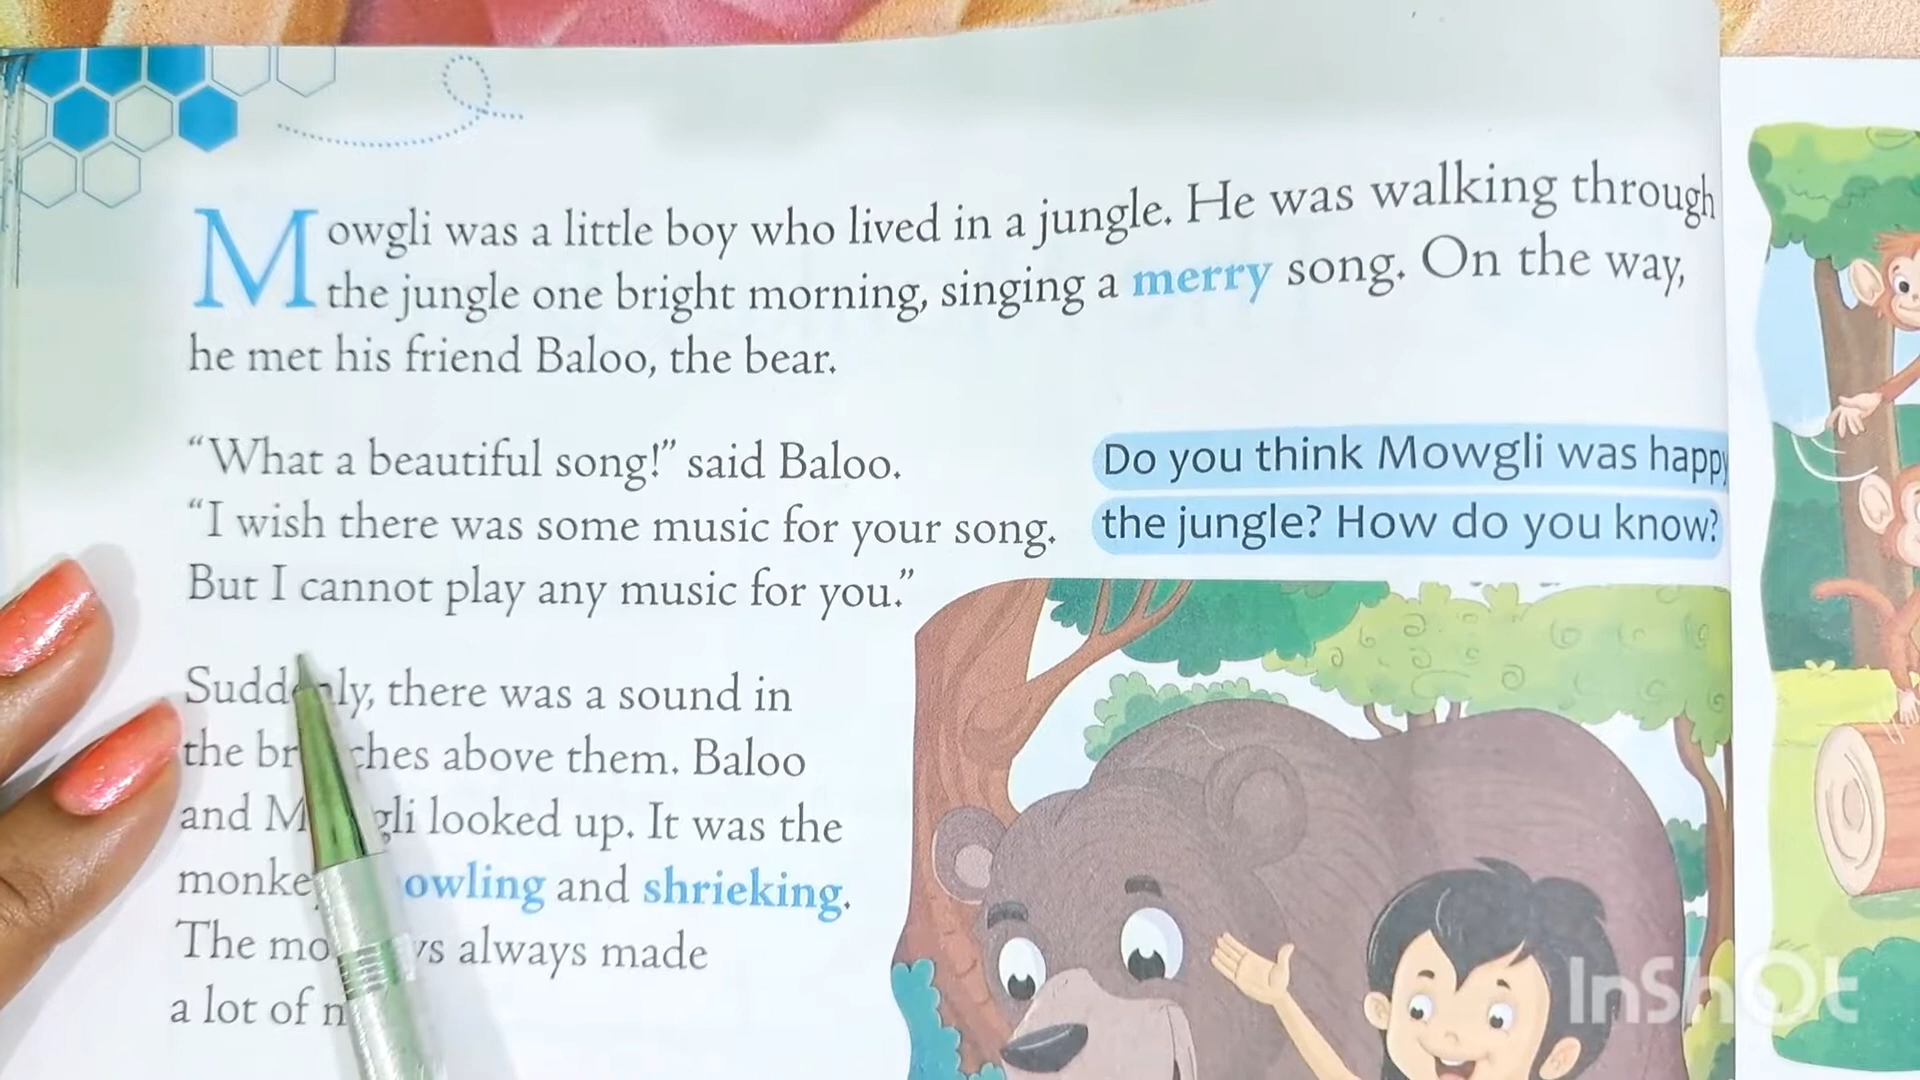 Mowgli was a little boy who lived in a jungle. He was walking through
the jungle one bright morning, singing a merry song. On the way,
he met his friend Baloo, the bear.
“What a beautiful song!” said Baloo.
“I wish there was some music for your song.
But I cannot play any music for you.”
Do you think Mowgli was happy
the jungle? How do you know?
Suddenly, there was a sound in
the branches above them. Baloo
and Mowgli looked up. It was the
and shrieking.
The monkeys always made
a lot of
InShOt